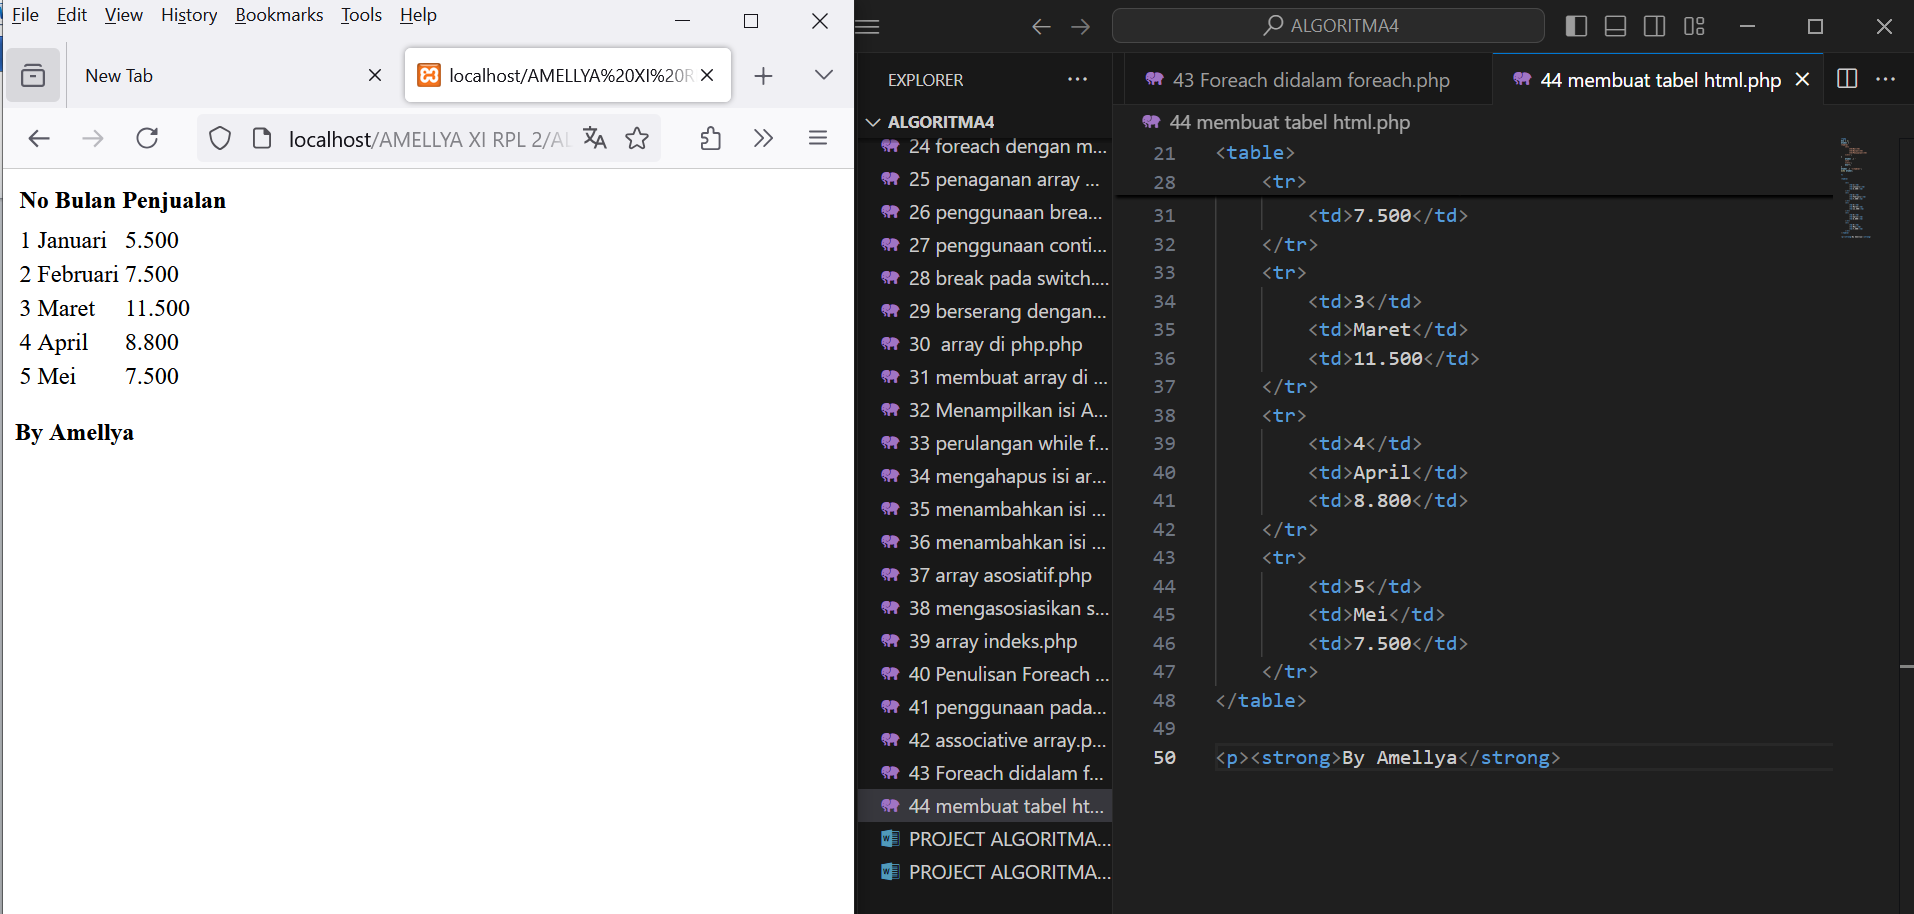 File Edit View History Bookmarks Tools Help
New Tab
localhost/AMELLYA%20XI%20R
localhost/AMELLYA XI RPL 2/AL
No Bulan Penjualan
1 Januari 5.500
2 Februari 7.500
3 Maret 11.500
4 April 8.800
5 Mei 7.500
By Amellya
ALGORITMA4
EXPLORER ...
ALGORITMA4
24 foreach dengan m...
25 penaganan array ...
26 penggunaan brea...
27 penggunaan conti...
28 break pada switch....
29 berserang dengan...
30  array di php.php
31 membuat array di ...
32 Menampilkan isi A...
33 perulangan while f...
34 mengahapus isi ar...
35 menambahkan isi ...
36 menambahkan isi ...
37 array asosiatif.php
38 mengasosiasikan s...
39 array indeks.php
40 Penulisan Foreach ...
41 penggunaan pada...
42 associative array.p...
43 Foreach didalam f...
44 membuat tabel ht...
PROJECT ALGORITMA...
PROJECT ALGORITMA...
43 Foreach didalam foreach.php
44 membuat tabel html.php
44 membuat tabel html.php
21 <table>
28 <tr>
31 <td>7.500</td>
32 </tr>
33 <tr>
34 <td>3</td>
35 <td>Maret</td>
36 <td>11.500</td>
37 </tr>
38 <tr>
39 <td>4</td>
40 <td>April</td>
41 <td>8.800</td>
42 </tr>
43 <tr>
44 <td>5</td>
45 <td>Mei</td>
46 <td>7.500</td>
47 </tr>
48 </table>
49
50 <p><strong>By Amellya</strong>